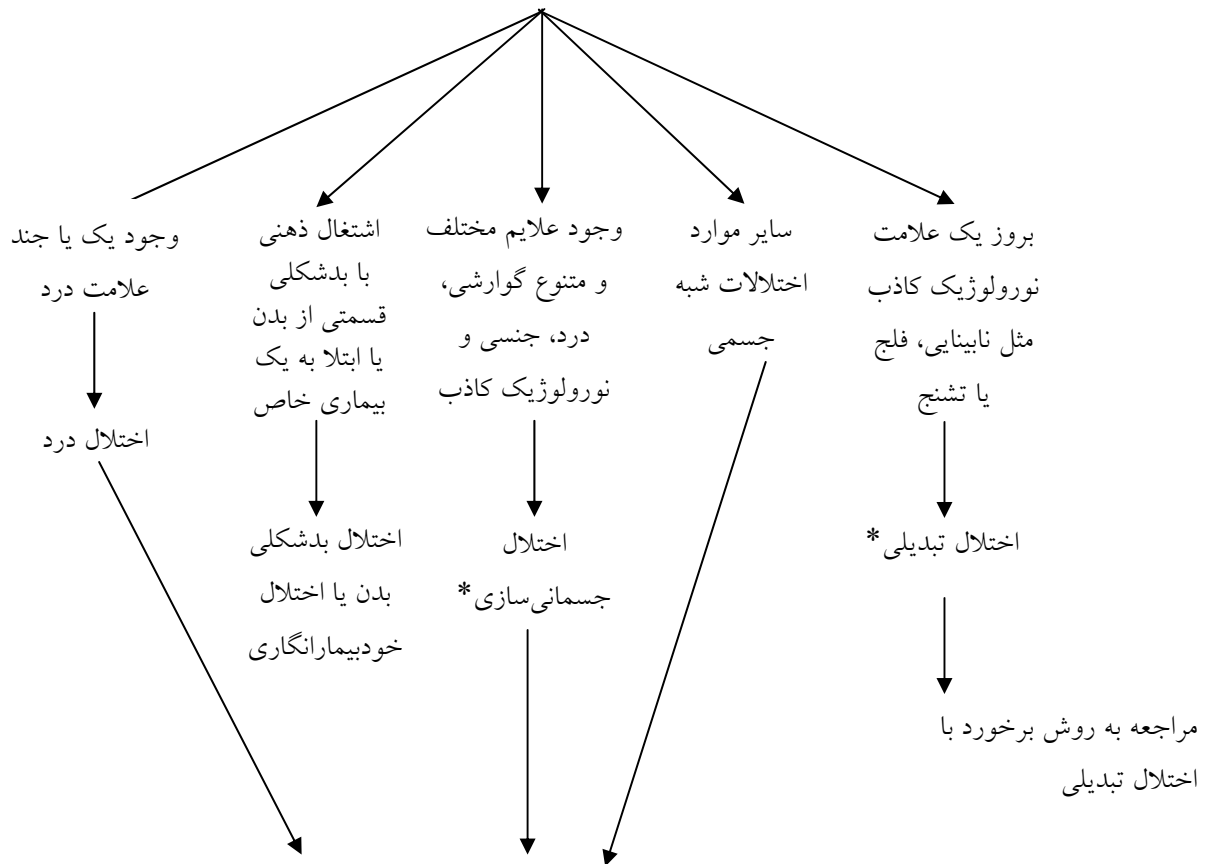 بروز یک علامت
نورولوژیک کاذب
مثل نابینایی، فلج
یا تشنج
سایر موارد
اختلالات شبه
جسمی
وجود علایم مختلف
و متنوع گوارشی،
درد، جنسی و
نورولوژیک کاذب
اشتغال ذهنی
با بدشکلی
قسمتی از بدن
یا ابتلا به یک
بیماری خاص
وجود یک یا جند
علامت درد
اختلال درد
اختلال تبدیلی*
اختلال
جسمانی‌سازی*
اختلال بدشکلی
بدن یا اختلال
خودبیمارانگاری
مراجعه به روش برخورد با
اختلال تبدیلی